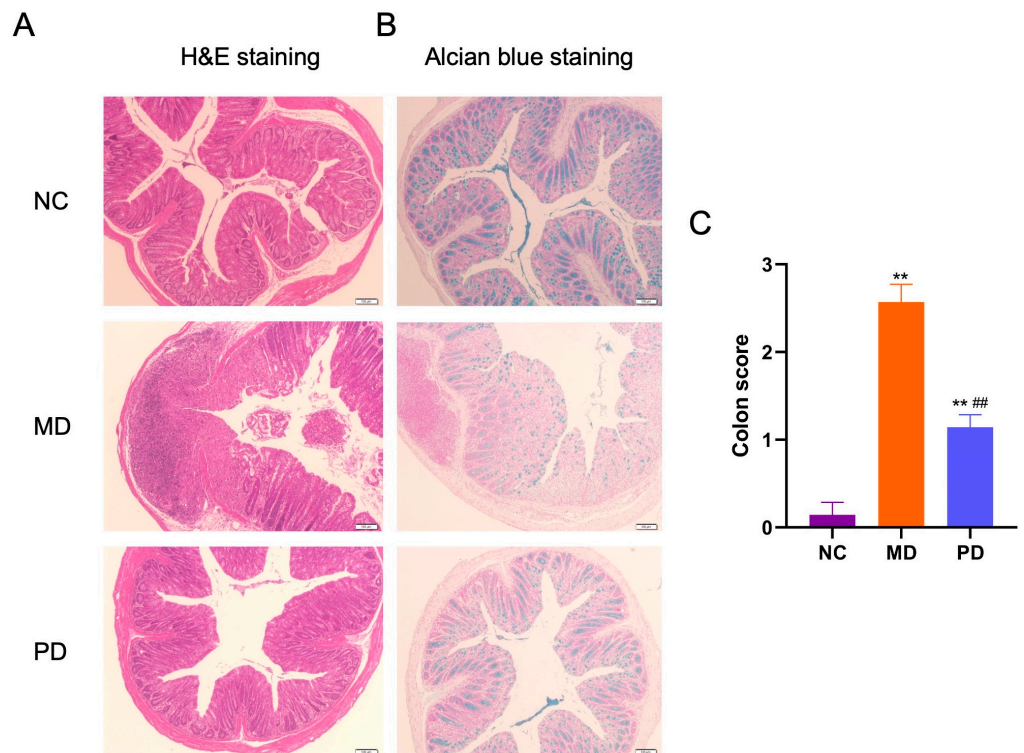 A
B
H&E staining
Alcian blue staining
NC
MD
PD
C
Colon score
3
2
1
0
**
** ##
NC
MD
PD